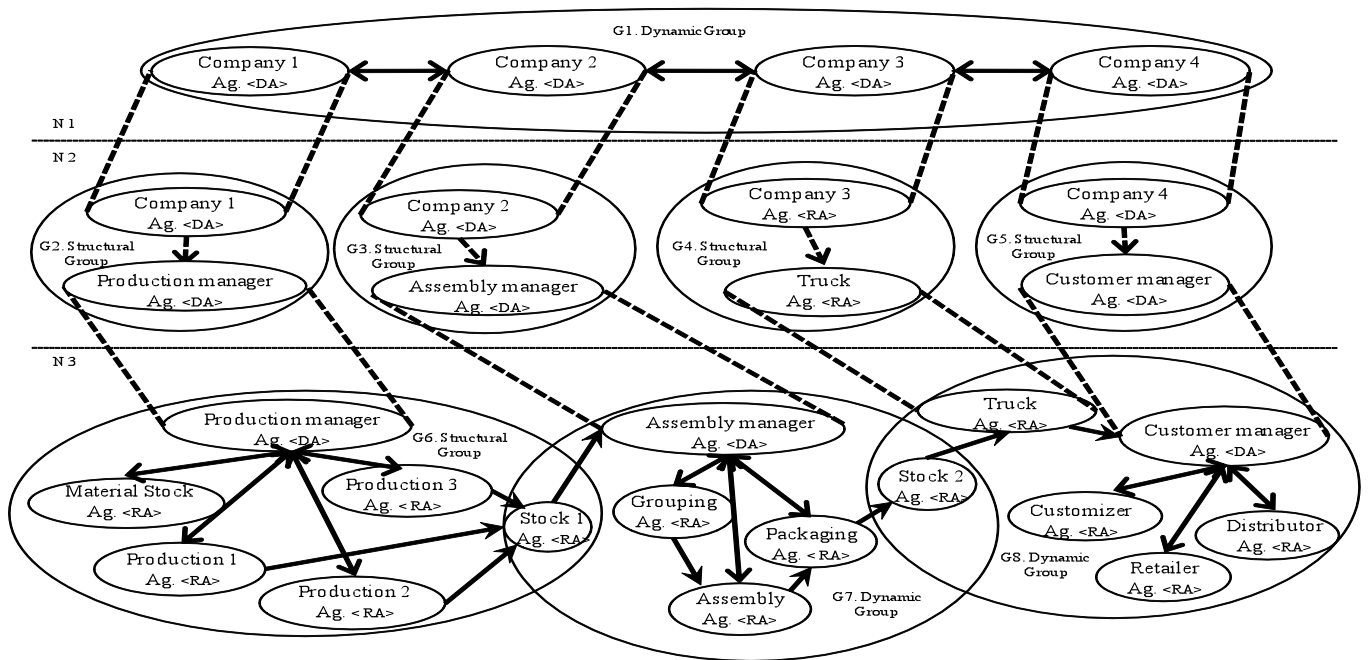 G1. Dynamic Group
Company 1
Ag. <DA>
Company 2
Ag. <DA>
Company 3
Ag. <DA>
Company 4
Ag. <DA>
N 1
N 2
Company 1
Ag. <DA>
G2. Structural
Group
Production manager
Ag. <DA>
Company 2
Ag. <DA>
G3. Structural
Group
Assembly manager
Ag. <DA>
Company 3
Ag. <RA>
G4. Structural
Group
Truck
Ag. <RA>
Company 4
Ag. <DA>
G5. Structural
Group
Customer manager
Ag. <DA>
N 3
Production manager
Ag. <DA>
G6. Structural
Group
Material Stock
Ag. <RA>
Production 3
Ag. <RA>
Production 1
Ag. <RA>
Production 2
Ag. <RA>
Stock 1
Ag. <RA>
Assembly manager
Ag. <DA>
Grouping
Ag. <RA>
Packaging
Ag. <RA>
Assembly
Ag. <RA>
G7. Dynamic
Group
Stock 2
Ag. <RA>
Truck
Ag. <RA>
Customer manager
Ag. <DA>
Customizer
Ag. <RA>
Distributor
Ag. <RA>
G8. Dynamic
Group
Retailer
Ag. <RA>